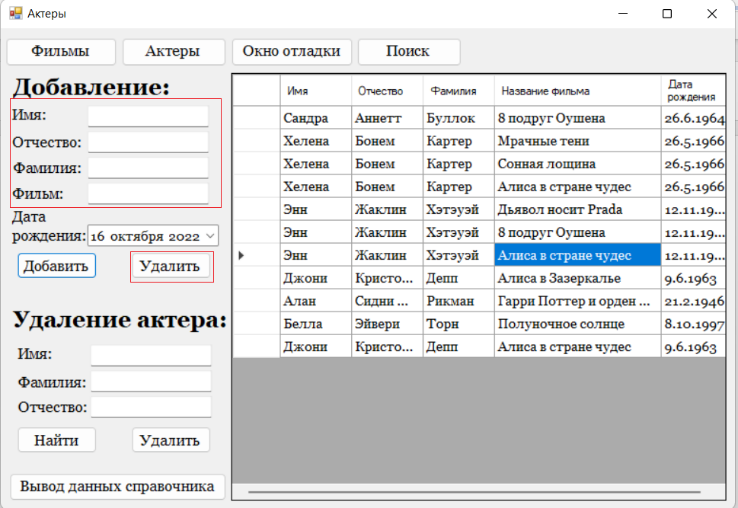 Актеры
Фильмы Актеры Окно отладки Поиск
Добавление:
Имя:
Отчество:
Фамилия:
Фильм:
Дата
рождения: 16 октября 2022
Добавить Удалить
Удаление актера:
Имя:
Фамилия:
Отчество:
Найти Удалить
Вывод данных справочника
Имя Отчество Фамилия Название фильма Дата рождения
Сандра Аннетт Буллок 8 подруг Оушена 26.6.1964
Хелена Бонем Картер Мрачные тени 26.5.1966
Хелена Бонем Картер Сонная лощина 26.5.1966
Хелена Бонем Картер Алиса в стране чудес 26.5.1966
Энн Жаклин Хэтэуэй Дьявол носит Prada 12.11.19...
Энн Жаклин Хэтэуэй 8 подруг Оушена 12.11.19...
Энн Жаклин Хэтэуэй Алиса в стране чудес 12.11.19...
Джони Кристо... Депп Алиса в Зазеркалье 9.6.1963
Алан Сидни ... Рикман Гарри Поттер и орден ... 21.2.1946
Белла Эйвери Торн Полуночное солнце 8.10.1997
Джони Кристо... Депп Алиса в стране чудес 9.6.1963